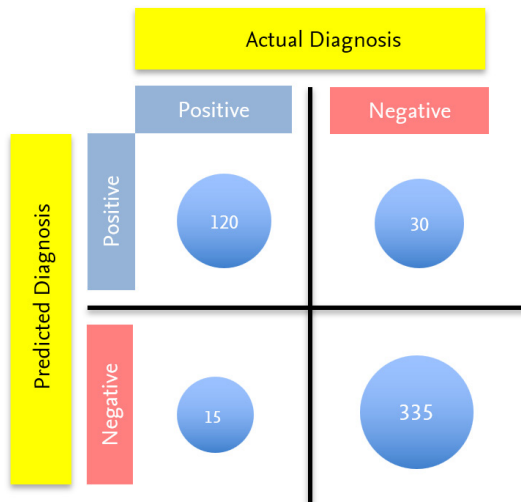 Actual Diagnosis
Positive
Negative
Predicted Diagnosis
Positive
120
30
Negative
15
335